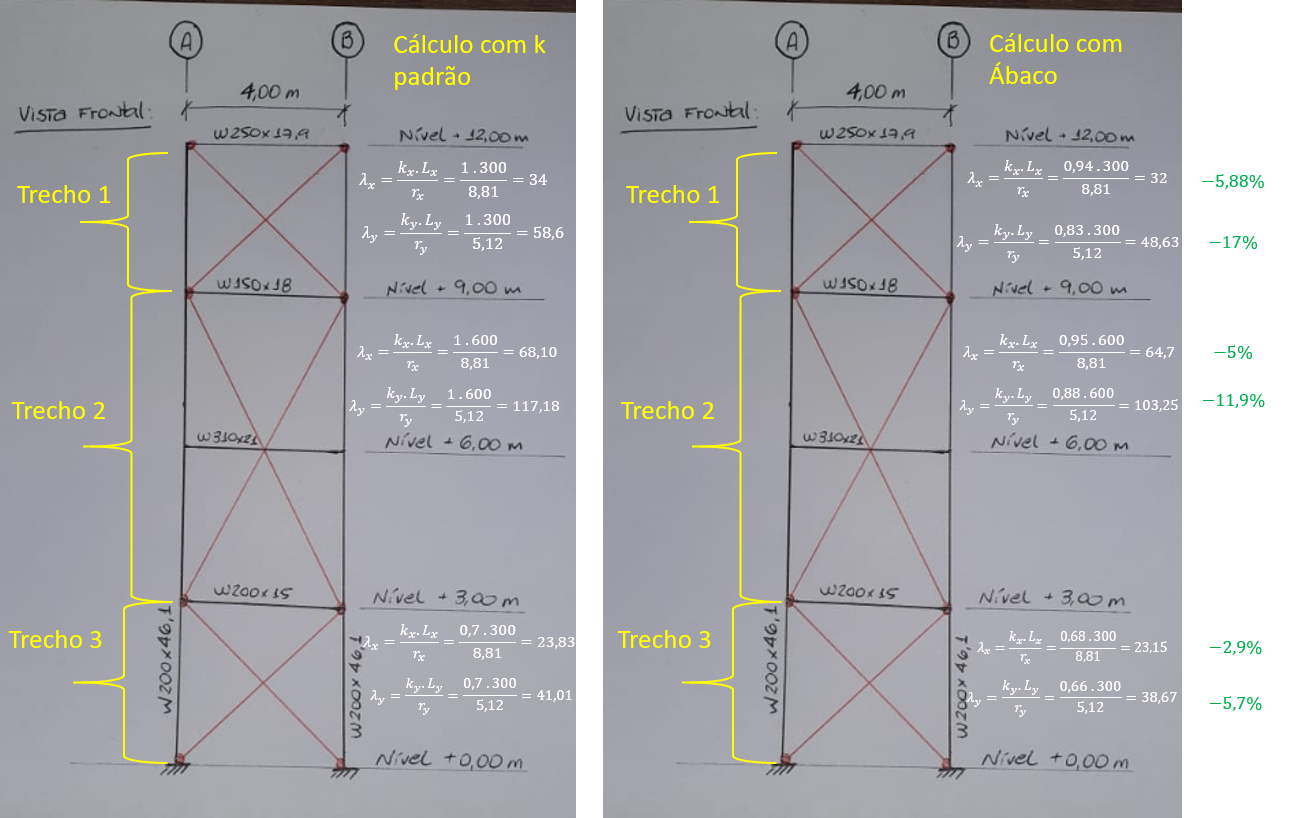 A B
Cálculo com k
padrão
4,00 m
Vista Frontal:
W250x17,9
Nível + 12,00 m
Trecho 1
λx = kx.Lx/rx = 1.300/8,81 = 34
λy = ky.Ly/ry = 1.300/5,12 = 58,6
W150x18
Nível + 9,00 m
λx = kx.Lx/rx = 1.600/8,81 = 68,10
Trecho 2
λy = ky.Ly/ry = 1.600/5,12 = 117,18
W310x21
Nível + 6,00 m
W200x15
Nível + 3,00 m
Trecho 3
λx = kx.Lx/rx = 0,7.300/8,81 = 23,83
λy = ky.Ly/ry = 0,7.300/5,12 = 41,01
W200x46,1
W200x46,1
Nível +0,00 m
A B
Cálculo com
Ábaco
4,00 m
Vista Frontal:
W250x17,9
Nível + 12,00 m
Trecho 1
λx = kx.Lx/rx = 0,94.300/8,81 = 32
−5,88%
λy = ky.Ly/ry = 0,83.300/5,12 = 48,63
−17%
W150x18
Nível + 9,00 m
λx = kx.Lx/rx = 0,95.600/8,81 = 64,7
−5%
Trecho 2
λy = ky.Ly/ry = 0,88.600/5,12 = 103,25
−11,9%
W310x21
Nível + 6,00 m
W200x15
Nível + 3,00 m
Trecho 3
λx = kx.Lx/rx = 0,68.300/8,81 = 23,15
−2,9%
λy = ky.Ly/ry = 0,66.300/5,12 = 38,67
−5,7%
W200x46,1
W200x46,1
Nível +0,00 m